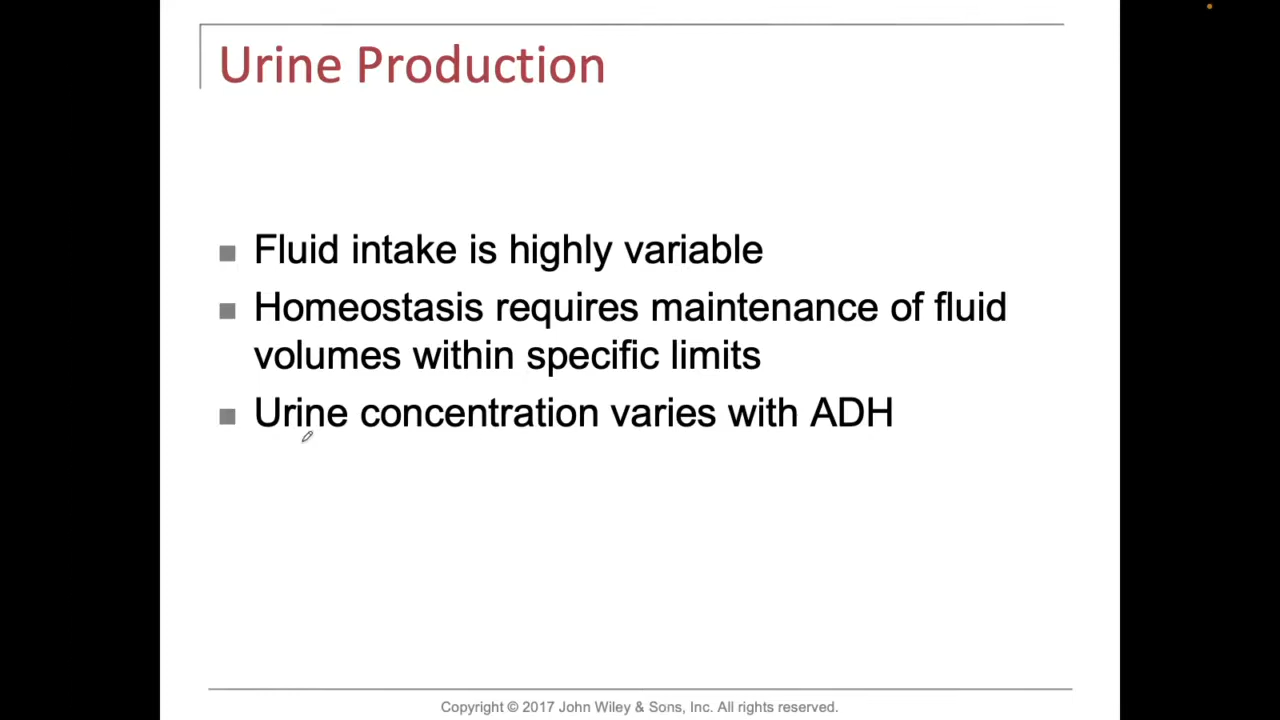 Urine Production
Fluid intake is highly variable
Homeostasis requires maintenance of fluid
volumes within specific limits
Urine concentration varies with ADH
Copyright © 2017 John Wiley & Sons, Inc. All rights reserved.